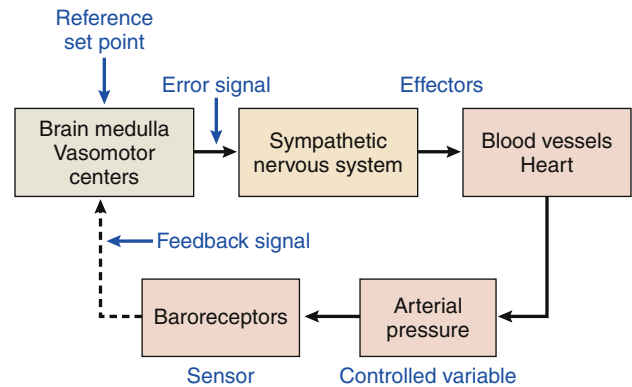 Reference
set point
Error signal
Effectors
Brain medulla
Vasomotor
centers
Sympathetic
nervous system
Blood vessels
Heart
Feedback signal
Baroreceptors
Arterial
pressure
Sensor
Controlled variable